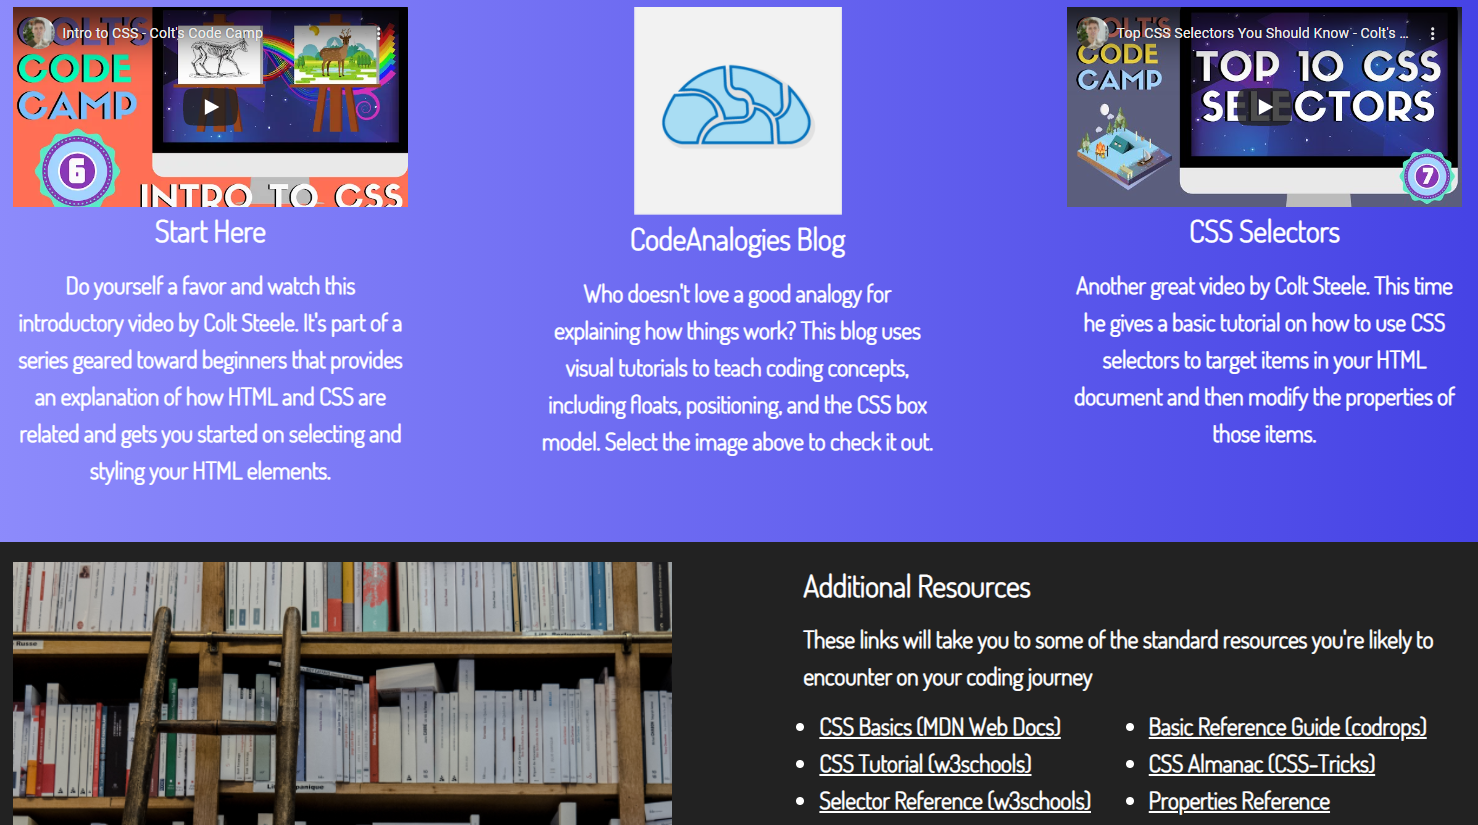 COLT'S
CODE
CAMP
Intro to CSS - Colt's Code Camp
6
INTRO TO CSS
Start Here
Do yourself a favor and watch this
introductory video by Colt Steele. It's part of a
series geared toward beginners that provides
an explanation of how HTML and CSS are
related and gets you started on selecting and
styling your HTML elements.
CodeAnalogies Blog
Who doesn't love a good analogy for
explaining how things work? This blog uses
visual tutorials to teach coding concepts,
including floats, positioning, and the CSS box
model. Select the image above to check it out.
COLT'S
CODE
CAMP
Top CSS Selectors You Should Know - Colt's ...
TOP 10 CSS
SELECTORS
7
CSS Selectors
Another great video by Colt Steele. This time
he gives a basic tutorial on how to use CSS
selectors to target items in your HTML
document and then modify the properties of
those items.
Russe
Additional Resources
These links will take you to some of the standard resources you're likely to
encounter on your coding journey
CSS Basics (MDN Web Docs)
CSS Tutorial (w3schools)
Selector Reference (w3schools)
Basic Reference Guide (codrops)
CSS Almanac (CSS-Tricks)
Properties Reference